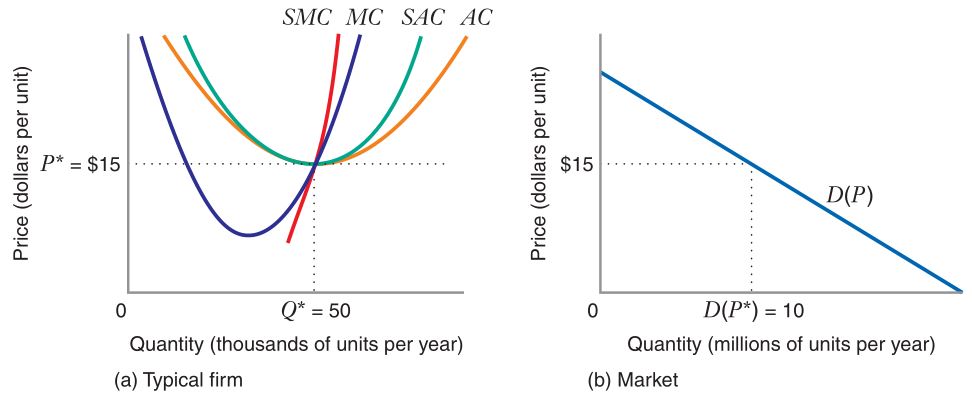 SMC MC SAC AC
Price (dollars per unit)
P* = $15
0
Q* = 50
Quantity (thousands of units per year)
(a) Typical firm
Price (dollars per unit)
$15
D(P)
0
D(P*) = 10
Quantity (millions of units per year)
(b) Market